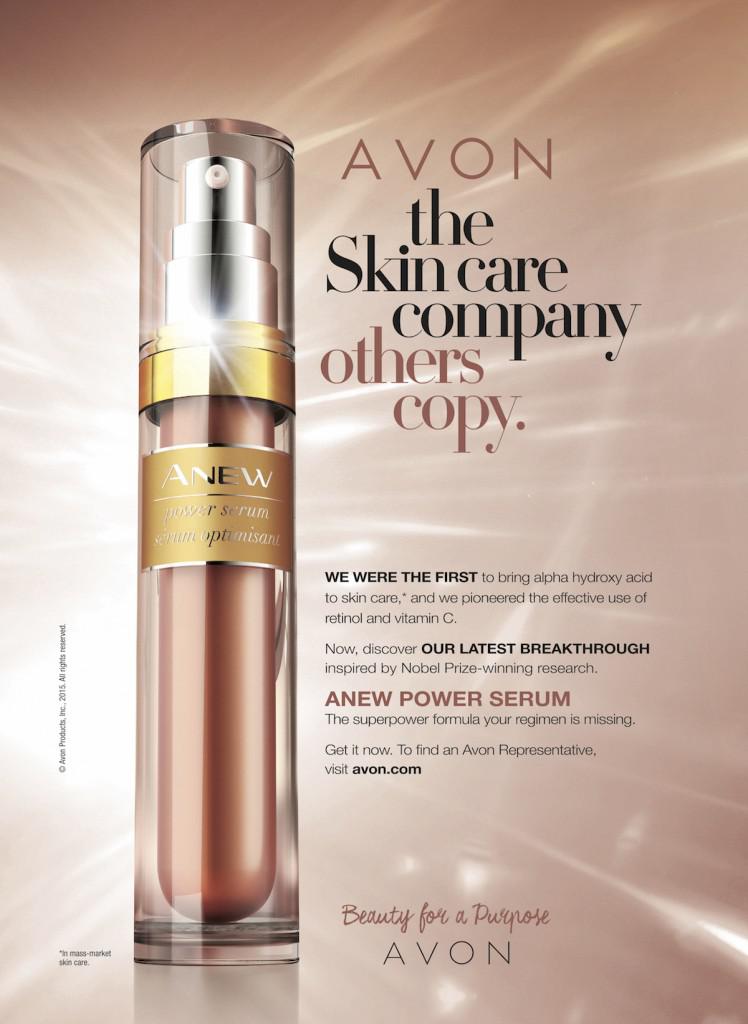 AVON
the
Skin care
company
others
copy.
ANEW
power serum
sérum optimisant
WE WERE THE FIRST to bring alpha hydroxy acid
to skin care,* and we pioneered the effective use of
retinol and vitamin C.
Now, discover OUR LATEST BREAKTHROUGH
inspired by Nobel Prize-winning research.
ANEW POWER SERUM
The superpower formula your regimen is missing.
Get it now. To find an Avon Representative,
visit avon.com
© Avon Products, Inc., 2015. All rights reserved.
Beauty for a Purpose
AVON
*In mass-market
skin care.